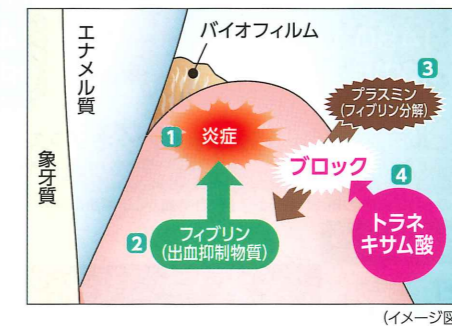 エナメル質
象牙質
バイオフィルム
1 炎症
2 フィブリン
(出血抑制物質)
3
プラスミン
(フィブリン分解)
ブロック
4
トラネ
キサム酸
(イメージ図